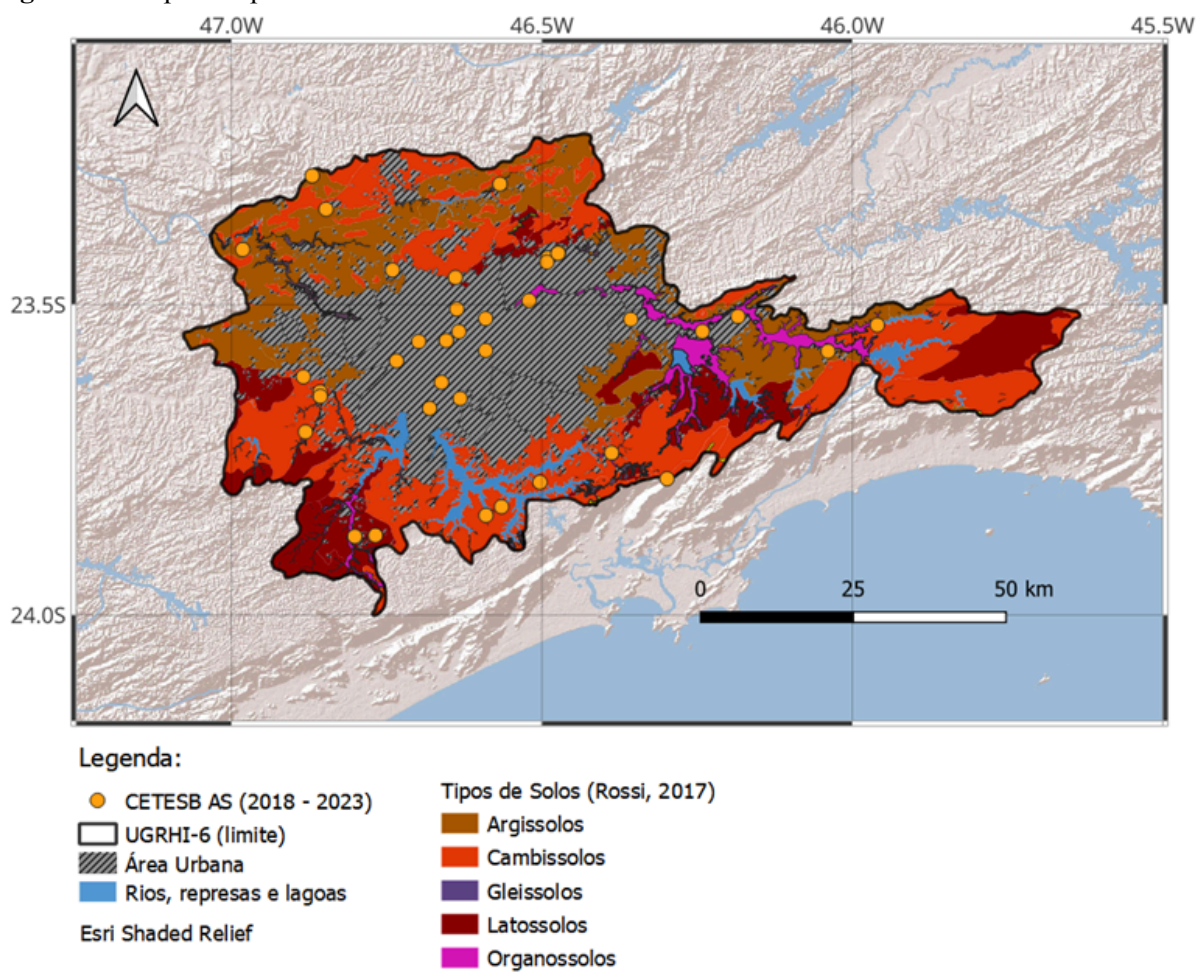 47.0W 46.5W 46.0W 45.5W
23.5S
0 25 50 km
24.0S
Legenda:
CETESB AS (2018 - 2023)
UGRHI-6 (limite)
Área Urbana
Rios, represas e lagoas
Esri Shaded Relief
Tipos de Solos (Rossi, 2017)
Argissolos
Cambissolos
Gleissolos
Latossolos
Organossolos